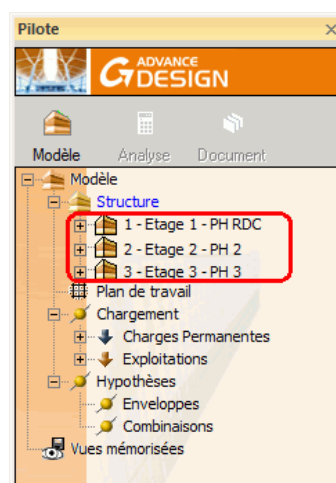 Pilote
ADVANCE
DESIGN
Modèle
Analyse
Document
Modèle
Structure
1 - Etage 1 - PH RDC
2 - Etage 2 - PH 2
3 - Etage 3 - PH 3
Plan de travail
Chargement
Charges Permanentes
Exploitations
Hypothèses
Enveloppes
Combinaisons
Vues mémorisées